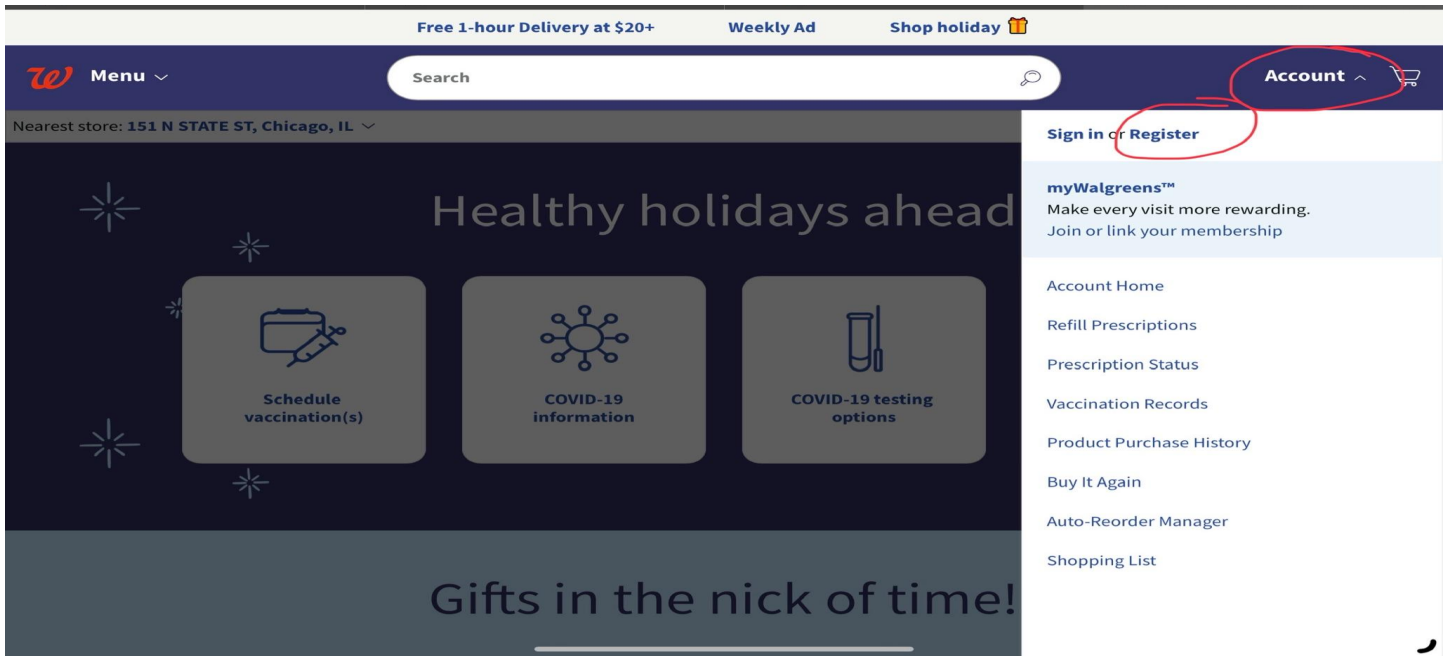 Free 1-hour Delivery at $20+ Weekly Ad Shop holiday
Menu Search Account
Nearest store: 151 N STATE ST, Chicago, IL
Sign in or Register
myWalgreens™
Make every visit more rewarding.
Join or link your membership
Healthy holidays ahead
Schedule
vaccination(s)
COVID-19
information
COVID-19 testing
options
Account Home
Refill Prescriptions
Prescription Status
Vaccination Records
Product Purchase History
Buy It Again
Auto-Reorder Manager
Shopping List
Gifts in the nick of time!